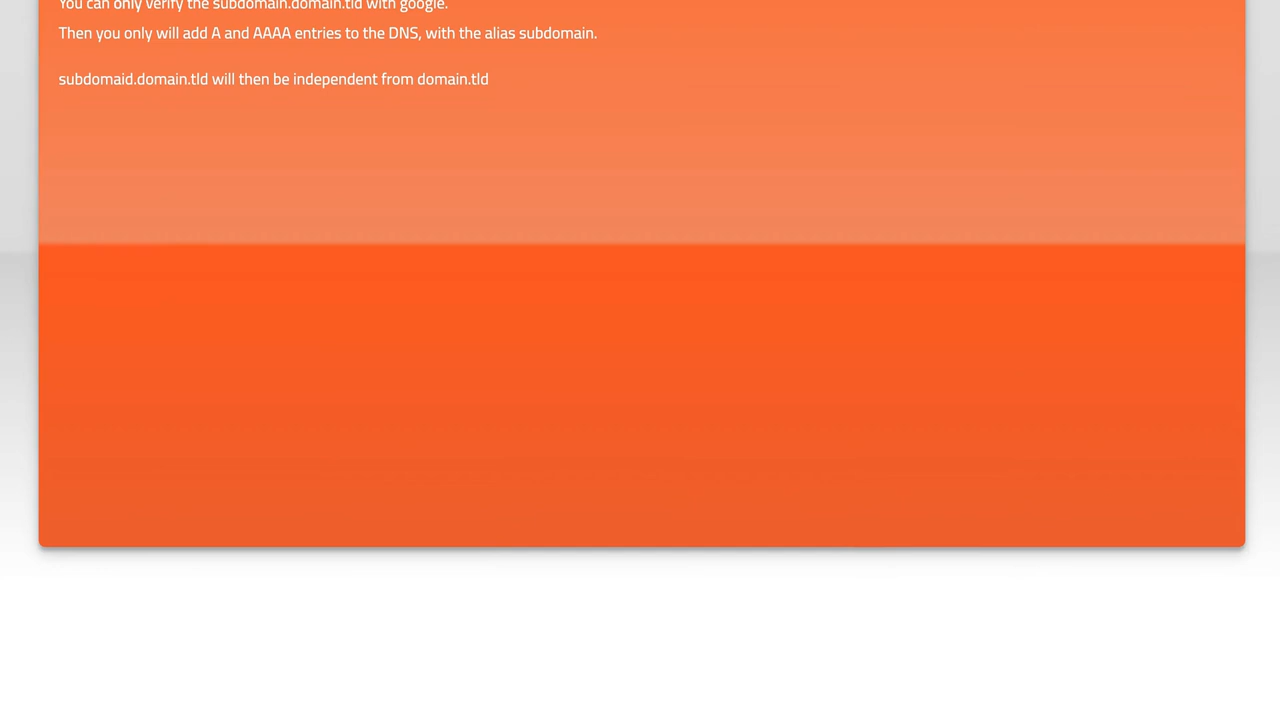 You can only verify the subdomain.domain.tld with google.
Then you only will add A and AAAA entries to the DNS, with the alias subdomain.
subdomaid.domain.tld will then be independent from domain.tld